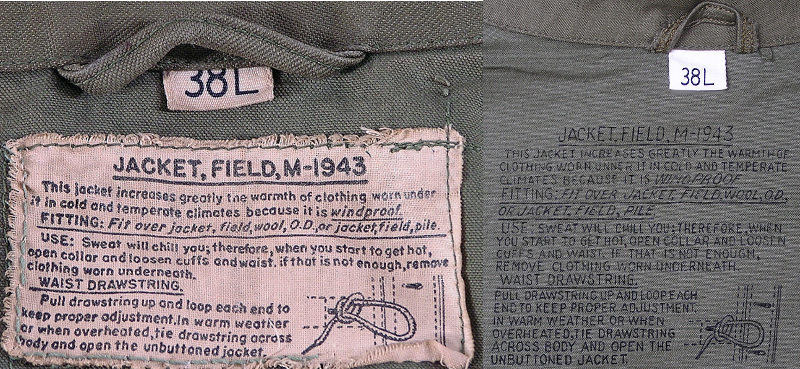 38L
JACKET, FIELD, M-1943
This jacket increases greatly the warmth of clothing worn under
it in cold and temperate climates because it is windproof.
FITTING: Fit over jacket, field, wool, O.D., or jacket, field, pile.
USE: Sweat will chill you; therefore, when you start to get hot,
open collar and loosen cuffs and waist. if that is not enough, remove
clothing worn underneath.
WAIST DRAWSTRING.
Pull drawstring up and loop each end to
keep proper adjustment. In warm weather
or when overheated, tie drawstring across
body and open the unbuttoned jacket.
38L
JACKET, FIELD, M-1943
THIS JACKET INCREASES GREATLY THE WARMTH OF
CLOTHING WORN UNDER IT IN COLD AND TEMPERATE
CLIMATES BECAUSE IT IS WINDPROOF.
FITTING: FIT OVER JACKET FIELD, WOOL, O.D.
OR JACKET, FIELD, PILE.
USE: SWEAT WILL CHILL YOU; THEREFORE, WHEN
YOU START TO GET HOT, OPEN COLLAR AND LOOSEN
CUFFS AND WAIST. IF THAT IS NOT ENOUGH,
REMOVE CLOTHING WORN UNDERNEATH.
WAIST DRAWSTRING.
PULL DRAWSTRING UP AND LOOP EACH
END TO KEEP PROPER ADJUSTMENT.
IN WARM WEATHER OR WHEN
OVERHEATED, TIE DRAWSTRING
ACROSS BODY AND OPEN THE
UNBUTTONED JACKET.